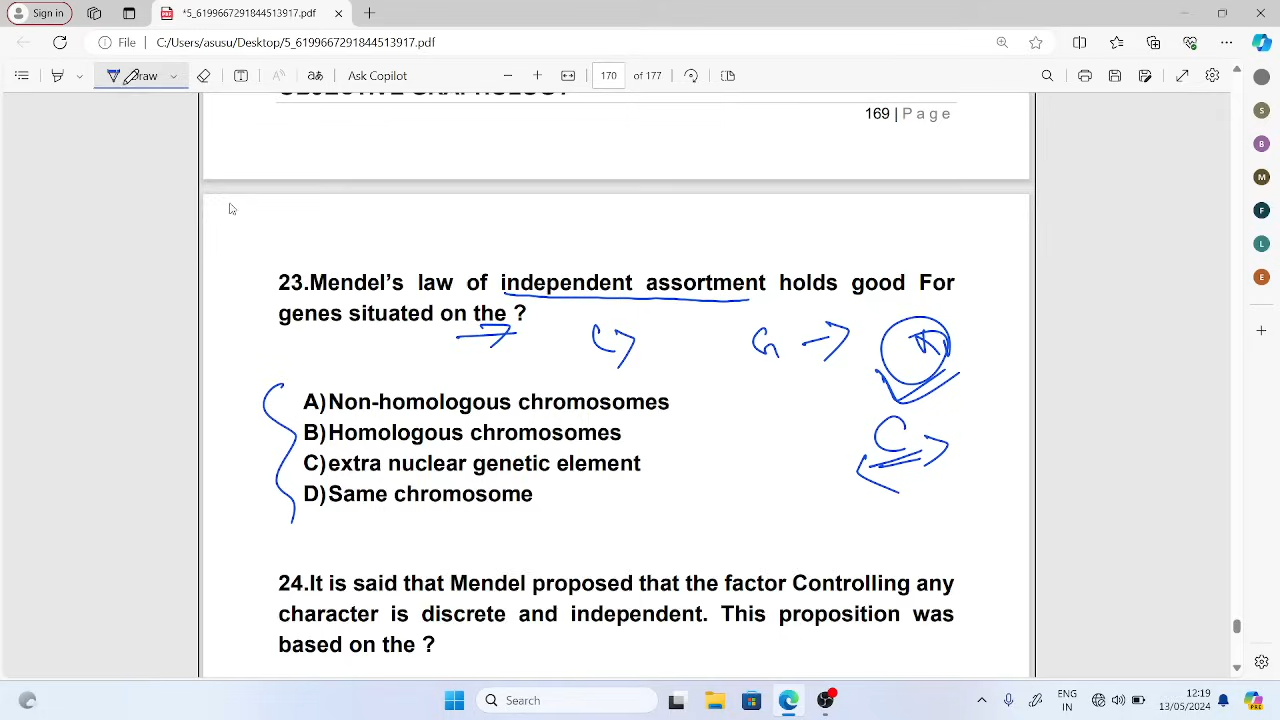 Sign in
*5_6199667291844513917.pdf
File
C:/Users/asusu/Desktop/5_6199667291844513917.pdf
Draw
Ask Copilot
170 of 177
169 | Page
23.Mendel's law of independent assortment holds good For
genes situated on the ?
A)Non-homologous chromosomes
B)Homologous chromosomes
C)extra nuclear genetic element
D)Same chromosome
24.It is said that Mendel proposed that the factor Controlling any
character is discrete and independent. This proposition was
based on the ?
S
B
M
F
L
E
Search
ENG
IN
12:19
13/05/2024